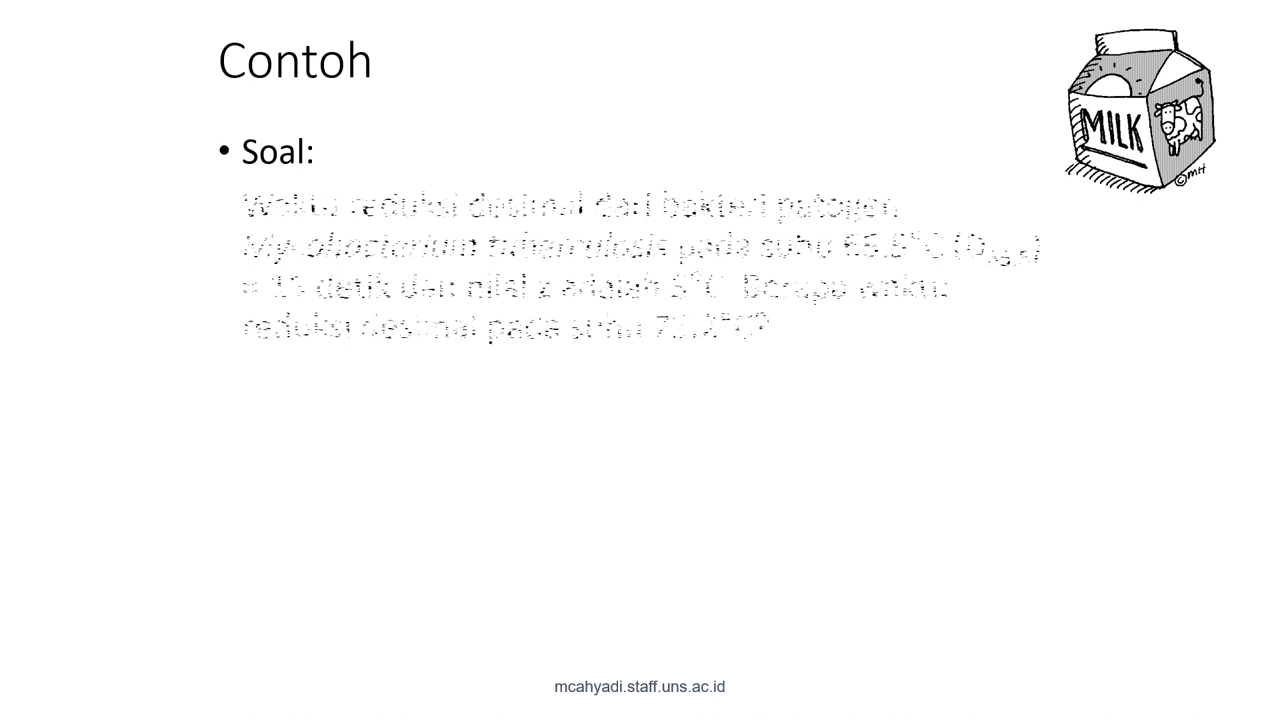 Contoh
• Soal:
Waktu reduksi desimal dari bakteri patogen
tuberculosis pada suhu
detik dan nilai z adalah Berapa waktu
reduksi desimal pada suhu
MILK
©MH
mcahyadi.staff.uns.ac.id